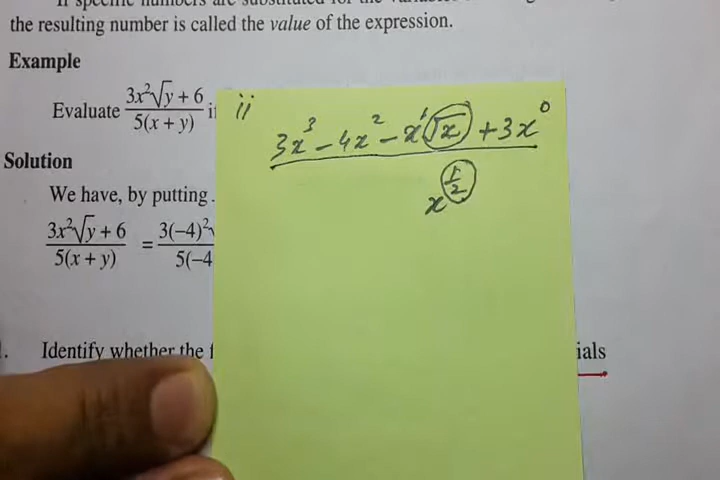 the resulting number is called the value of the expression.
Example
Evaluate 3x²√y + 6 / 5(x + y) i
ii
3x³ - 4x² - x¹√x + 3x⁰
x^(1/2)
Solution
We have, by putting
3x²√y + 6 / 5(x + y) = 3(–4)²√ / 5(–4
Identify whether the ials